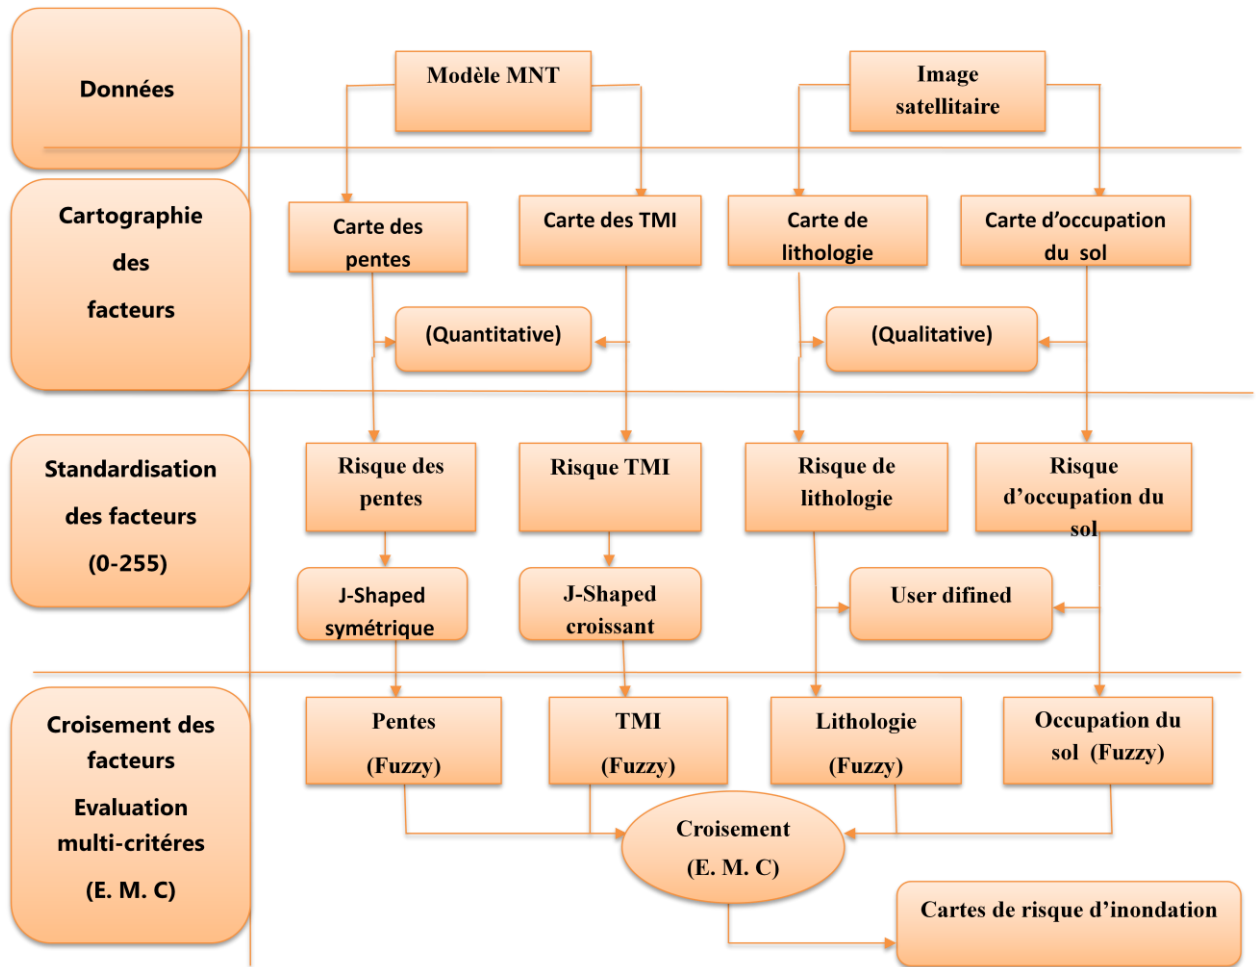 Données
Modèle MNT
Image
satellitaire
Cartographie
des
facteurs
Carte des
pentes
Carte des TMI
Carte de
lithologie
Carte d'occupation
du sol
(Quantitative)
(Qualitative)
Standardisation
des facteurs
(0-255)
Risque des
pentes
Risque TMI
Risque de
lithologie
Risque
d'occupation du
sol
J-Shaped
symétrique
J-Shaped
croissant
User difined
Croisement des
facteurs
Evaluation
multi-critéres
(E. M. C)
Pentes
(Fuzzy)
TMI
(Fuzzy)
Lithologie
(Fuzzy)
Occupation du
sol (Fuzzy)
Croisement
(E. M. C)
Cartes de risque d'inondation